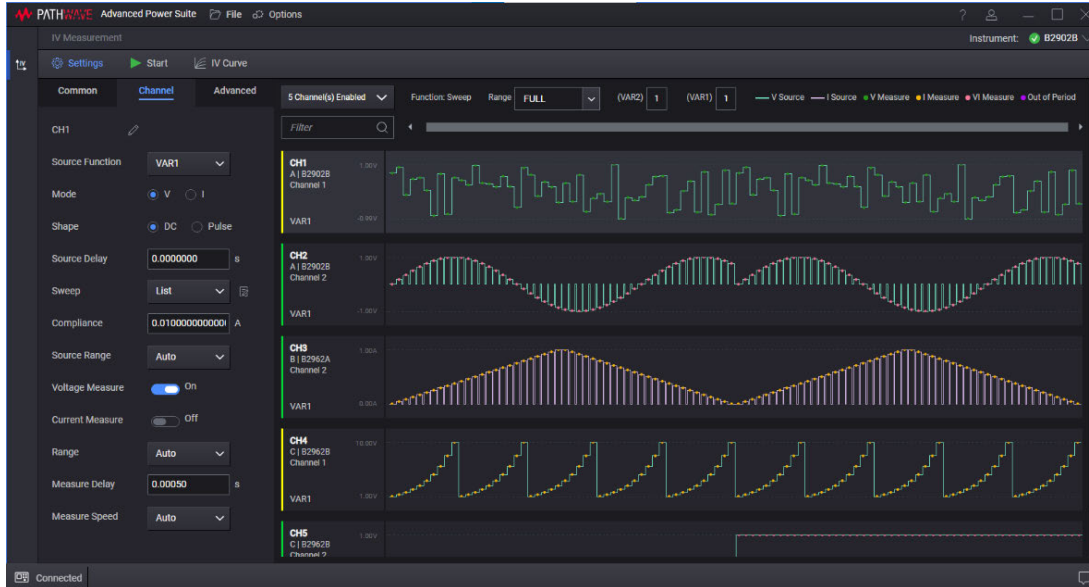 PATHWAVE Advanced Power Suite File Options ?
IV Measurement Instrument: B2902B
IV Settings Start IV Curve
Common Channel Advanced
5 Channel(s) Enabled Function: Sweep Range FULL (VAR2) 1 (VAR1) 1 V Source I Source V Measure I Measure VI Measure Out of Period
Filter
CH1
Source Function VAR1
Mode V I
Shape DC Pulse
Source Delay 0.0000000 s
Sweep List
Compliance 0.010000000000 A
Source Range Auto
Voltage Measure On
Current Measure Off
Range Auto
Measure Delay 0.00050 s
Measure Speed Auto
CH1 1.00V
A | B2902B
Channel 1
VAR1 -0.99V
CH2 1.00V
A | B2902B
Channel 2
VAR1 -1.00V
CH3 1.00A
B | B2962A
Channel 2
VAR1 0.00A
CH4 10.00V
C | B2962B
Channel 1
VAR1 1.00V
CH5 1.00V
C | B2962B
Channel 2
Connected